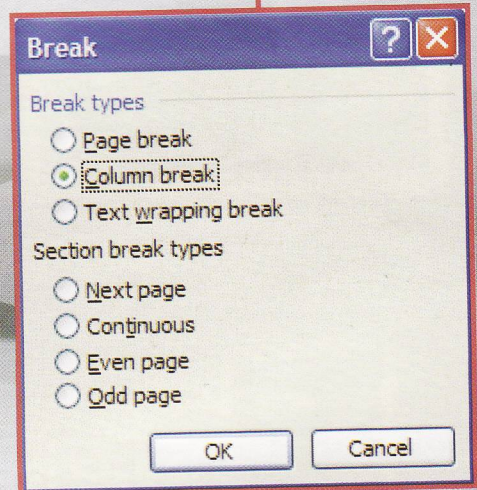 Break
Break types
Page break
Column break
Text wrapping break
Section break types
Next page
Continuous
Even page
Odd page
OK
Cancel